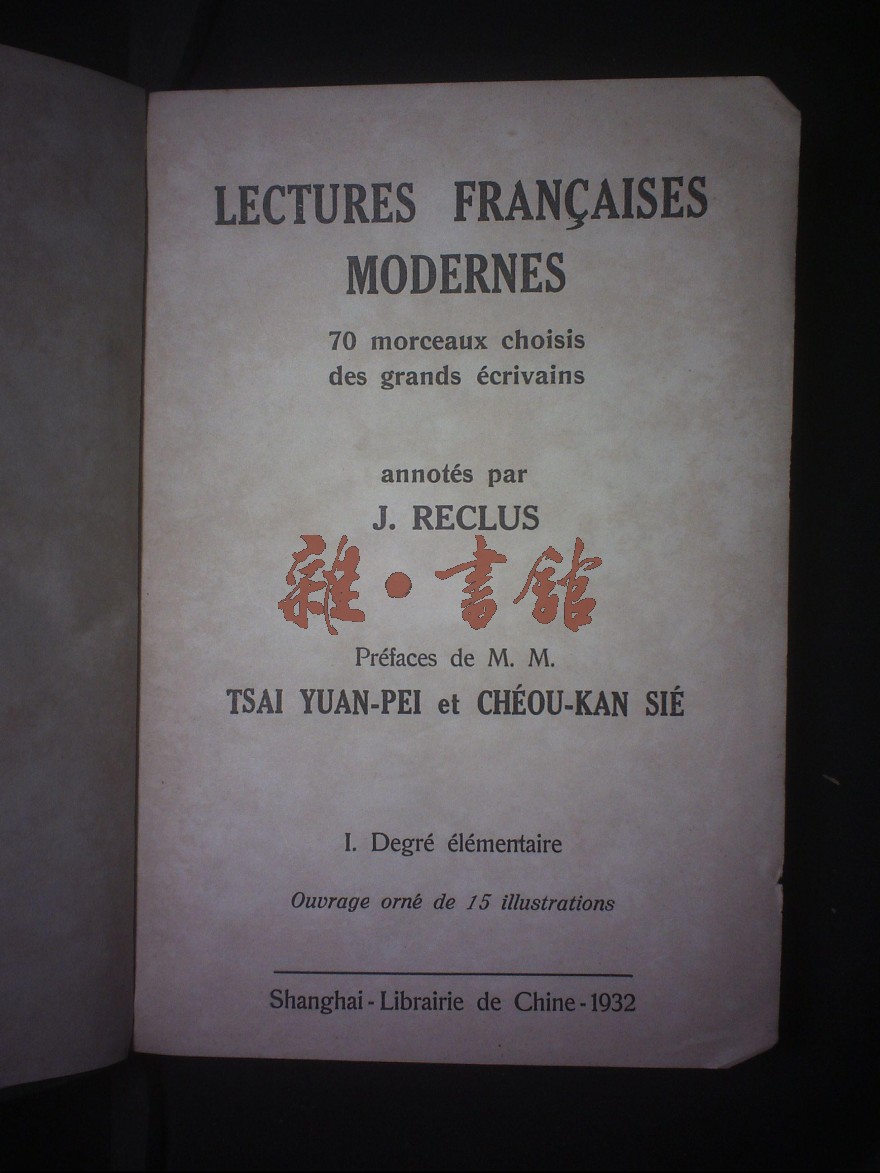 LECTURES FRANÇAISES
MODERNES
70 morceaux choisis
des grands écrivains
annotés par
J. RECLUS
雜·書館
Préfaces de M. M.
TSAI YUAN-PEI et CHÉOU-KAN SIÉ
I. Degré élémentaire
Ouvrage orné de 15 illustrations
Shanghai - Librairie de Chine - 1932